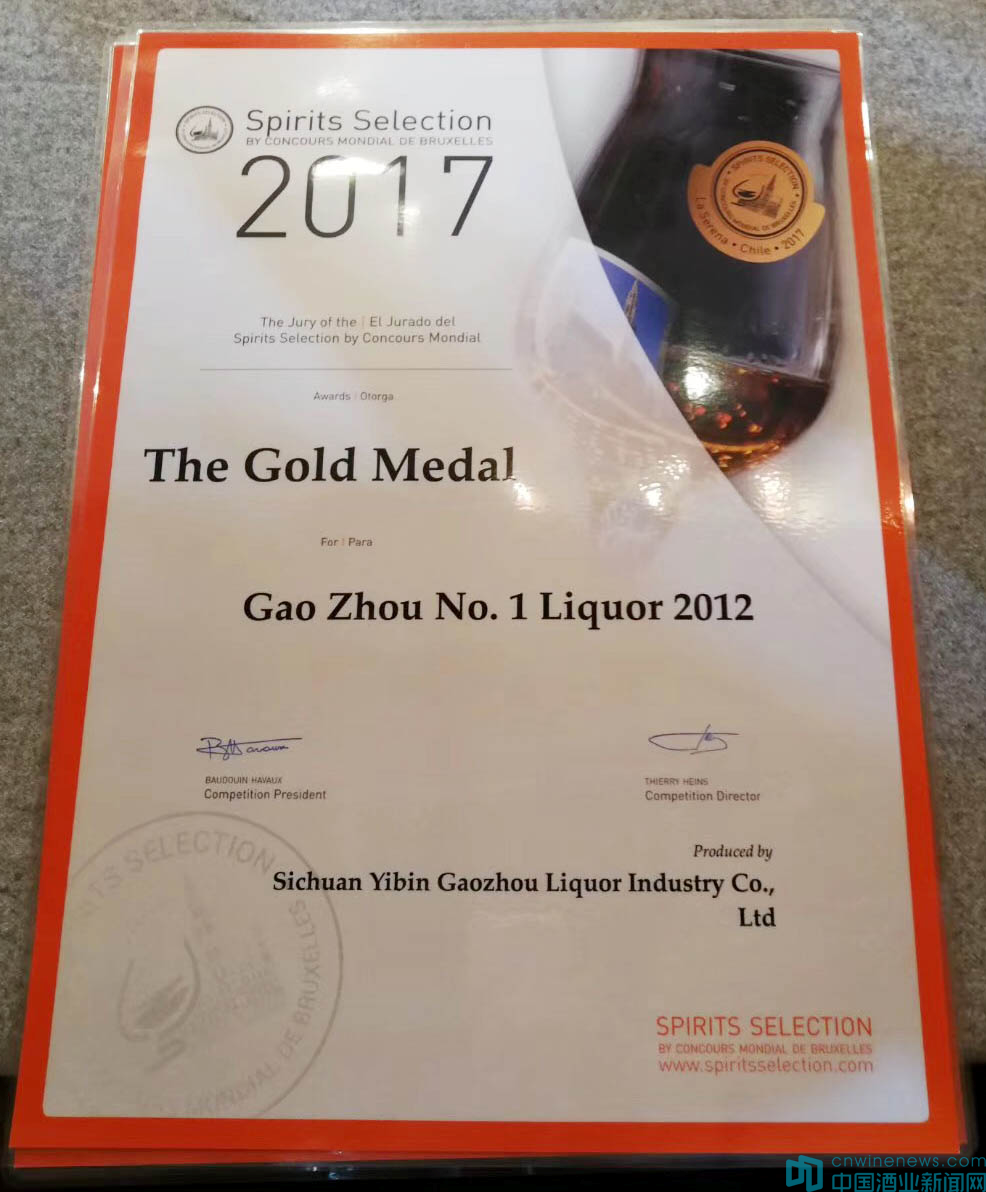 Spirits Selection
BY CONCOURS MONDIAL DE BRUXELLES
2017
SPIRITS SELECTION
La Serena • Chile • 2017
The Jury of the | El Jurado del
Spirits Selection by Concours Mondial
Awards | Otorga
The Gold Medal
For | Para
Gao Zhou No. 1 Liquor 2012
BAUDOUIN HAVAUX
Competition President
THIERRY HEINS
Competition Director
Produced by
Sichuan Yibin Gaozhou Liquor Industry Co.,
Ltd
SELECTION
MONDIAL DE BRUXELLES
SPIRITS SELECTION
BY CONCOURS MONDIAL DE BRUXELLES
www.spiritsselection.com
cnwinenews.com
中国酒业新闻网